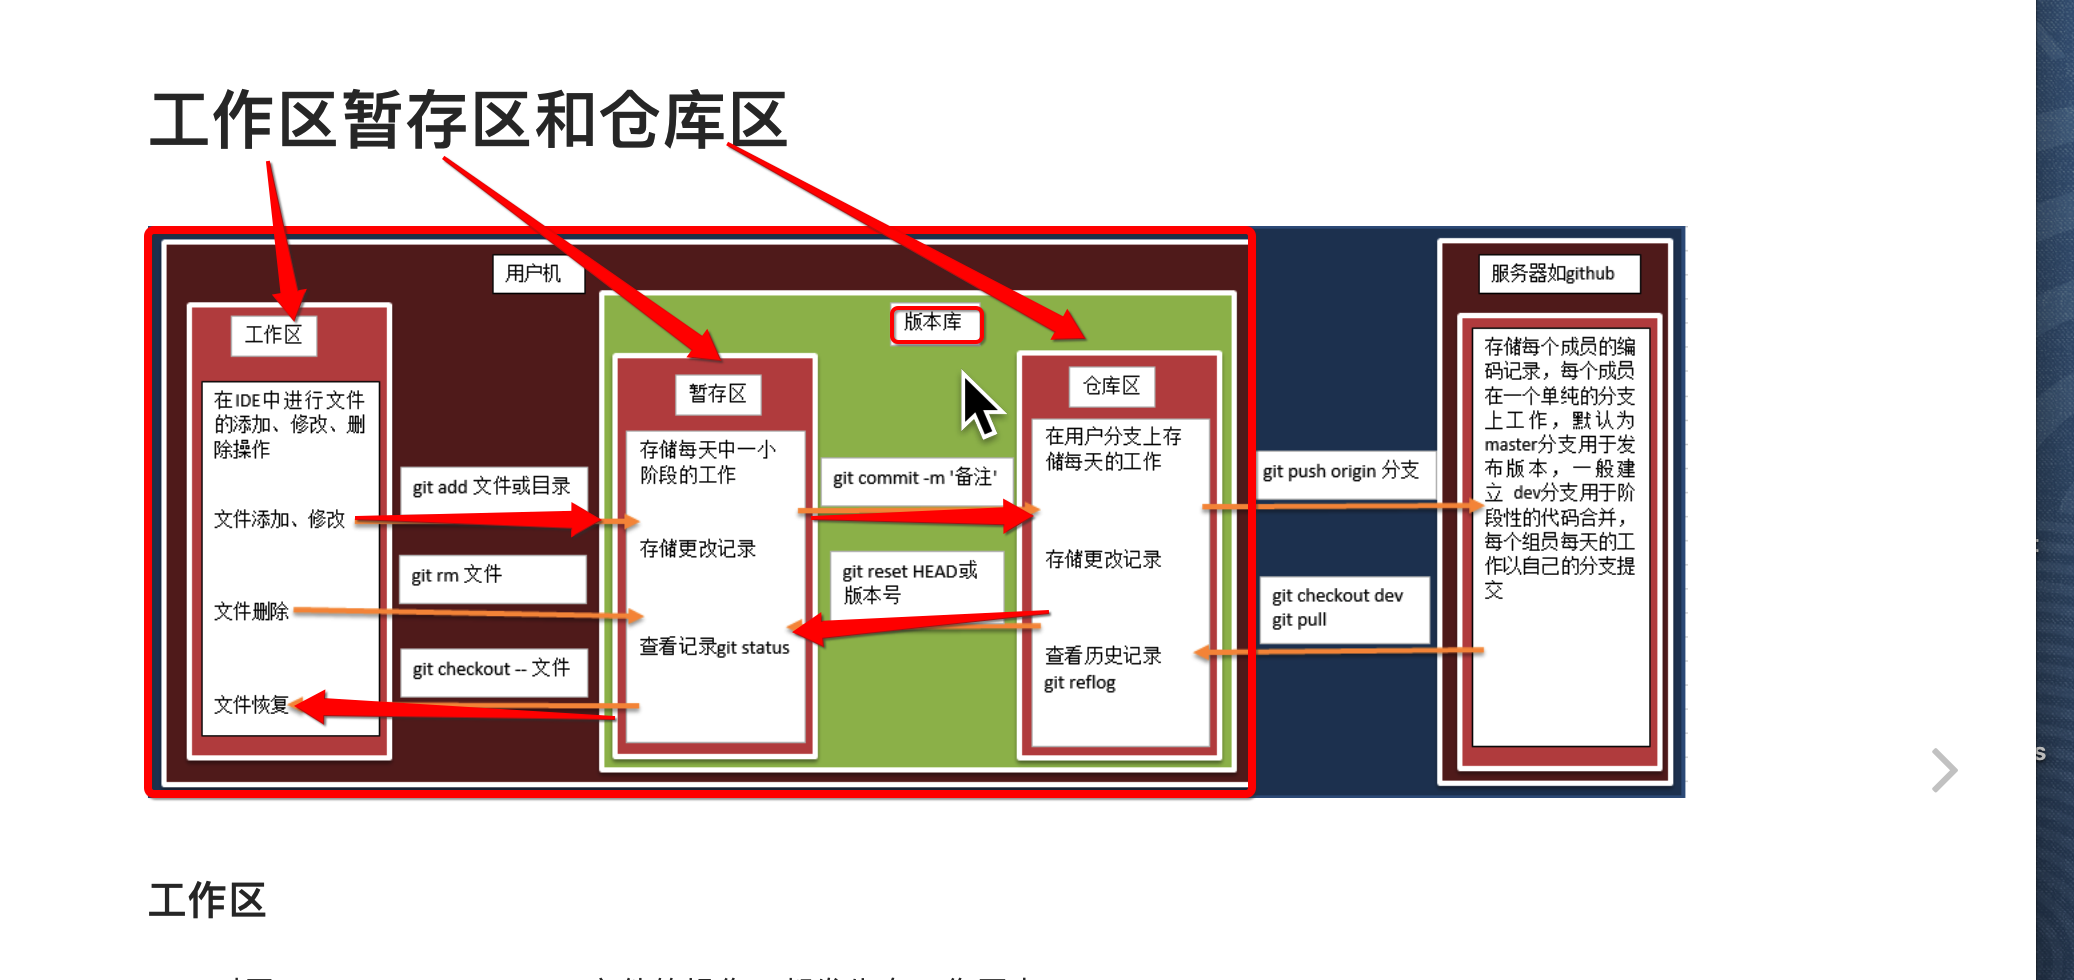 工作区暂存区和仓库区
用户机
服务器如github
版本库
工作区
在IDE中进行文件
的添加、修改、删
除操作
文件添加、修改
文件删除
文件恢复
git add 文件或目录
git rm 文件
git checkout -- 文件
暂存区
存储每天中一小
阶段的工作
存储更改记录
查看记录git status
git commit -m '备注'
git reset HEAD或
版本号
仓库区
在用户分支上存
储每天的工作
存储更改记录
查看历史记录
git reflog
git push origin 分支
git checkout dev
git pull
存储每个成员的编
码记录，每个成员
在一个单纯的分支
上工作，默认为
master分支用于发
布版本，一般建
立 dev分支用于阶
段性的代码合并，
每个组员每天的工
作以自己的分支提
交
工作区